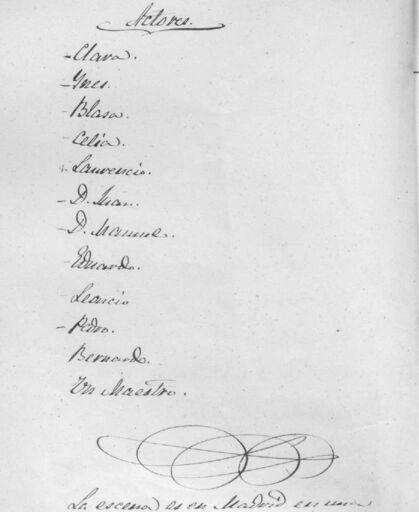 Actores.
- Clara.
- Ynes.
- Blasa.
- Celia.
- Laurencio.
- D. Juan.
- D. Manuel.
Eduardo.
Leoncio
- Pedro.
Bernardo.
Un Maestro.
La escena es en Madrid en una